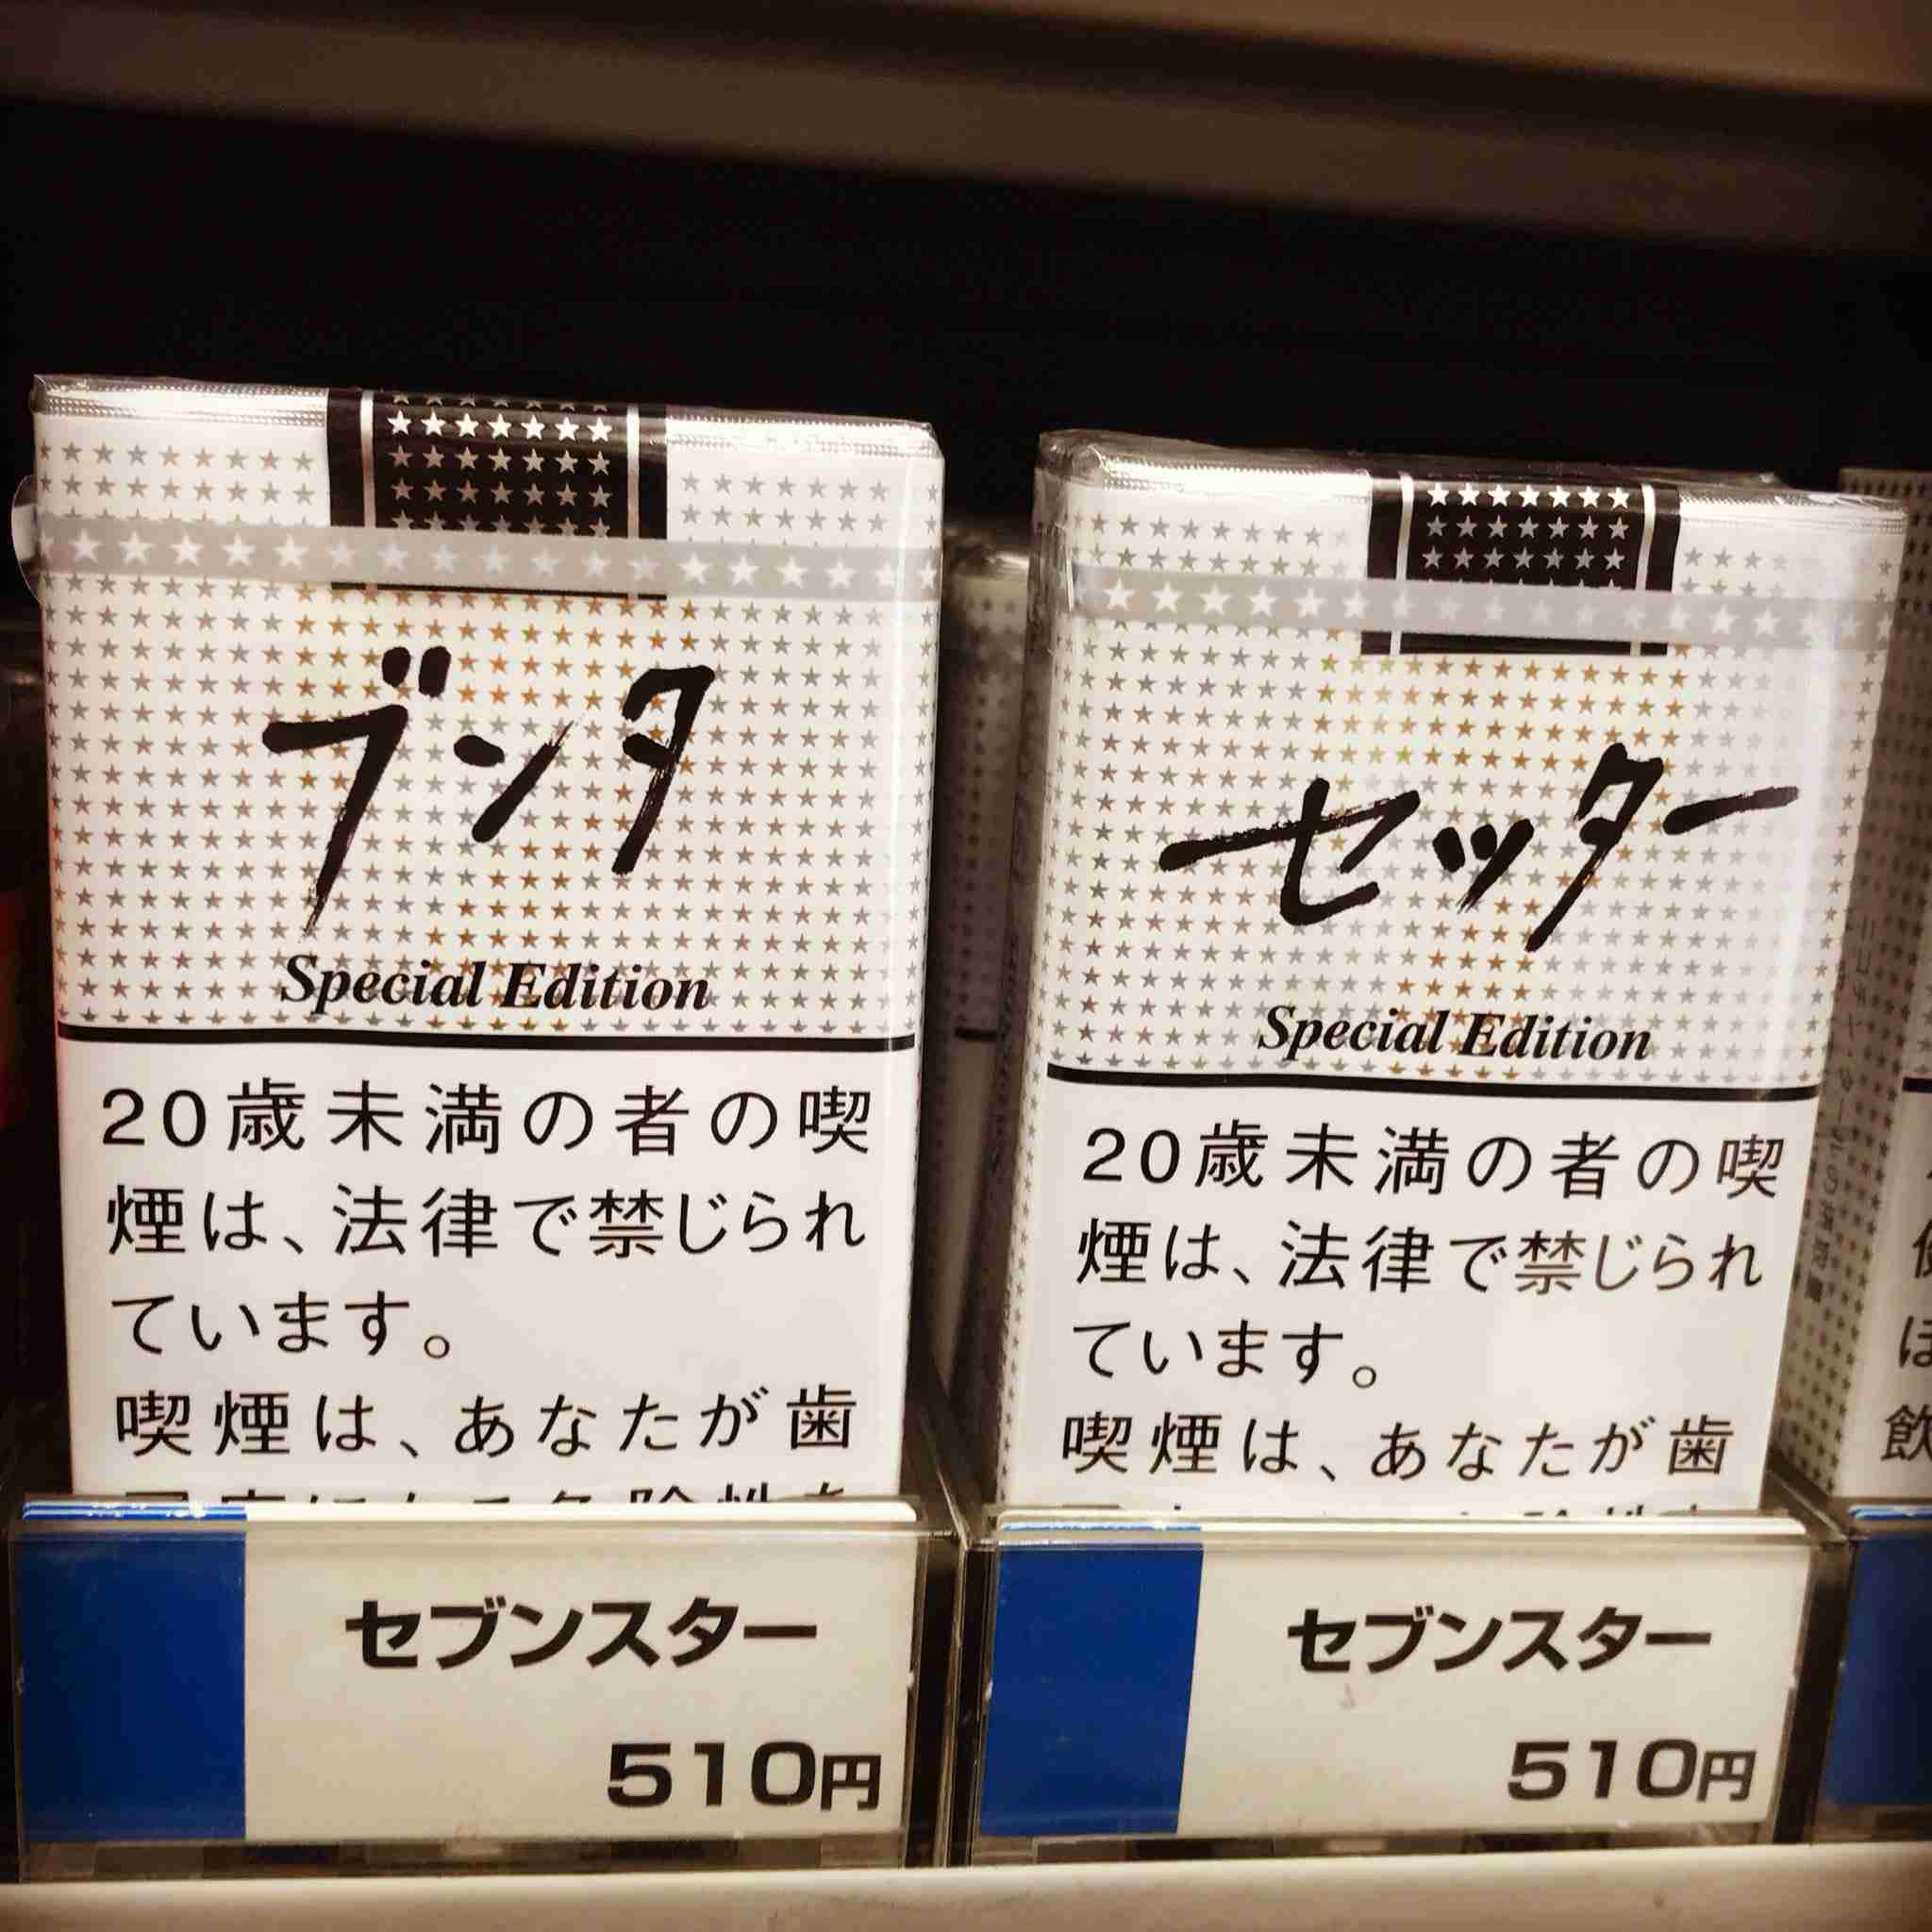 ブンタ
Special Edition
20歳未満の者の喫
煙は、法律で禁じられ
ています。
喫煙は、あなたが歯
セブンスター
510円
セッター
Special Edition
20歳未満の者の喫
煙は、法律で禁じられ
ています。
喫煙は、あなたが歯
セブンスター
510円